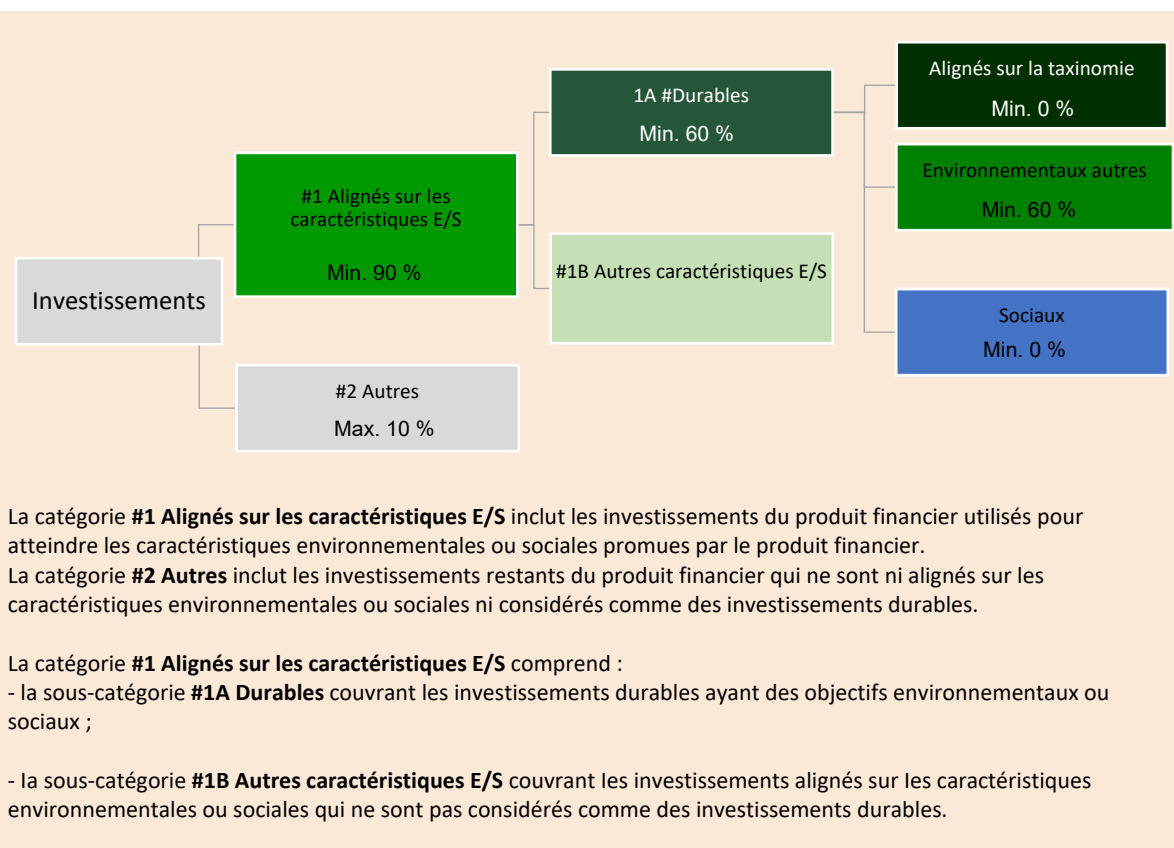 Investissements
#1 Alignés sur les
caractéristiques E/S
Min. 90 %
#2 Autres
Max. 10 %
1A #Durables
Min. 60 %
#1B Autres caractéristiques E/S
Alignés sur la taxinomie
Min. 0 %
Environnementaux autres
Min. 60 %
Sociaux
Min. 0 %
La catégorie #1 Alignés sur les caractéristiques E/S inclut les investissements du produit financier utilisés pour
atteindre les caractéristiques environnementales ou sociales promues par le produit financier.
La catégorie #2 Autres inclut les investissements restants du produit financier qui ne sont ni alignés sur les
caractéristiques environnementales ou sociales ni considérés comme des investissements durables.
La catégorie #1 Alignés sur les caractéristiques E/S comprend :
- la sous-catégorie #1A Durables couvrant les investissements durables ayant des objectifs environnementaux ou
sociaux ;
- la sous-catégorie #1B Autres caractéristiques E/S couvrant les investissements alignés sur les caractéristiques
environnementales ou sociales qui ne sont pas considérés comme des investissements durables.